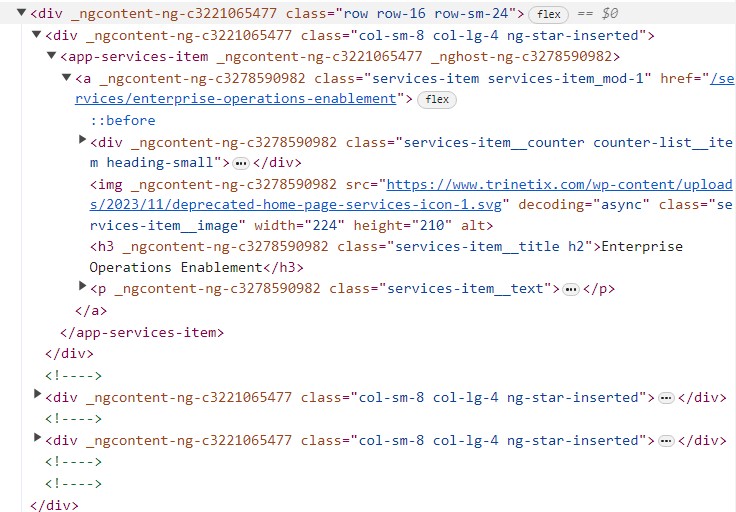 <div _ngcontent-ng-c3221065477 class="row row-16 row-sm-24"> flex == $0
<div _ngcontent-ng-c3221065477 class="col-sm-8 col-lg-4 ng-star-inserted">
<app-services-item _ngcontent-ng-c3221065477 _nghost-ng-c3278590982>
<a _ngcontent-ng-c3278590982 class="services-item services-item_mod-1" href="/se
rvices/enterprise-operations-enablement"> flex
::before
<div _ngcontent-ng-c3278590982 class="services-item__counter counter-list__ite
m heading-small"> … </div>
<img _ngcontent-ng-c3278590982 src="https://www.trinetix.com/wp-content/upload
s/2023/11/deprecated-home-page-services-icon-1.svg" decoding="async" class="se
rvices-item__image" width="224" height="210" alt>
<h3 _ngcontent-ng-c3278590982 class="services-item__title h2">Enterprise
Operations Enablement</h3>
<p _ngcontent-ng-c3278590982 class="services-item__text"> … </p>
</a>
</app-services-item>
</div>
<!---->
<div _ngcontent-ng-c3221065477 class="col-sm-8 col-lg-4 ng-star-inserted"> … </div>
<!---->
<div _ngcontent-ng-c3221065477 class="col-sm-8 col-lg-4 ng-star-inserted"> … </div>
<!---->
<!---->
</div>